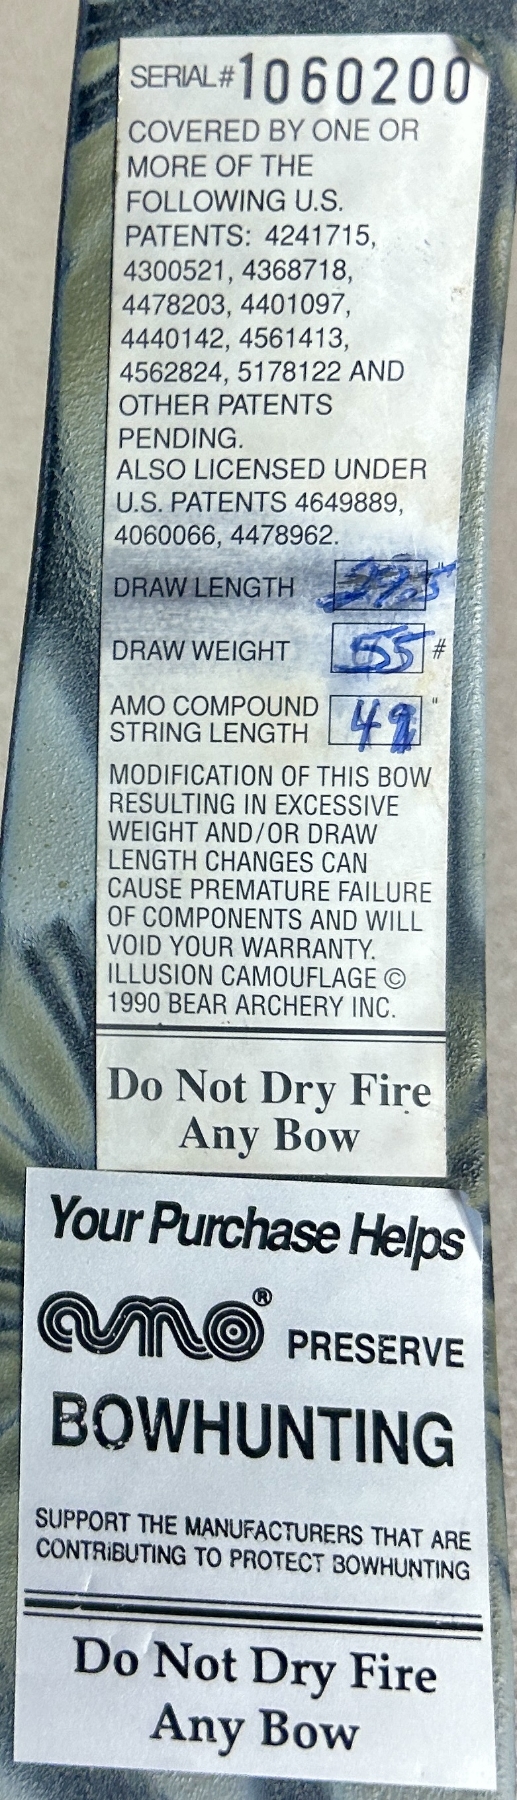 SERIAL# 1060200
COVERED BY ONE OR
MORE OF THE
FOLLOWING U.S.
PATENTS: 4241715,
4300521, 4368718,
4478203, 4401097,
4440142, 4561413,
4562824, 5178122 AND
OTHER PATENTS
PENDING.
ALSO LICENSED UNDER
U.S. PATENTS 4649889,
4060066, 4478962.
DRAW LENGTH "
DRAW WEIGHT 55 #
AMO COMPOUND
STRING LENGTH "
MODIFICATION OF THIS BOW
RESULTING IN EXCESSIVE
WEIGHT AND/OR DRAW
LENGTH CHANGES CAN
CAUSE PREMATURE FAILURE
OF COMPONENTS AND WILL
VOID YOUR WARRANTY.
ILLUSION CAMOUFLAGE ©
1990 BEAR ARCHERY INC.
Do Not Dry Fire
Any Bow
Your Purchase Helps
amo® PRESERVE
BOWHUNTING
SUPPORT THE MANUFACTURERS THAT ARE
CONTRIBUTING TO PROTECT BOWHUNTING
Do Not Dry Fire
Any Bow